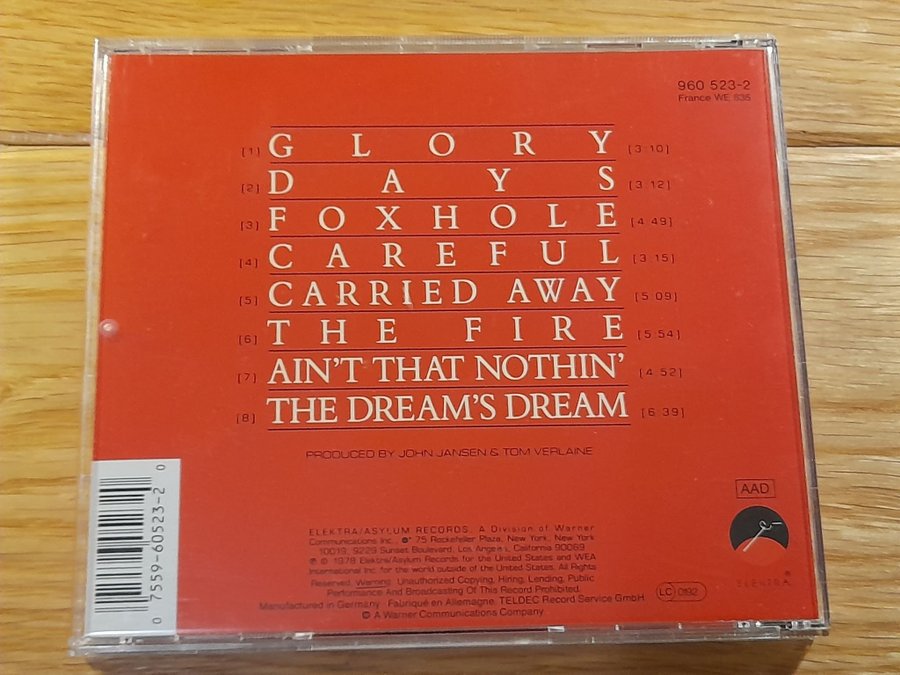 960 523-2
France WE 835
[1] GLORY [3:10]
[2] DAYS [3:12]
[3] FOXHOLE [4:49]
[4] CAREFUL [3:15]
[5] CARRIED AWAY [5:09]
[6] THE FIRE [5:54]
[7] AIN'T THAT NOTHIN' [4:52]
[8] THE DREAM'S DREAM [6:39]
PRODUCED BY JOHN JANSEN & TOM VERLAINE
AAD
ELEKTRA
ELEKTRA/ASYLUM RECORDS. A Division of Warner
Communications Inc., 75 Rockefeller Plaza, New York, New York
10019, 9229 Sunset Boulevard, Los Angeles, California 90069
℗ © 1978 Elektra/Asylum Records for the United States and WEA
International Inc. for the world outside of the United States. All Rights
Reserved. Warning: Unauthorized Copying, Hiring, Lending, Public
Performance And Broadcasting Of This Record Prohibited.
Manufactured in Germany. Fabriqué en Allemagne. TELDEC Record Service GmbH
© A Warner Communications Company
LC 0192
0 7559-60523-2 0